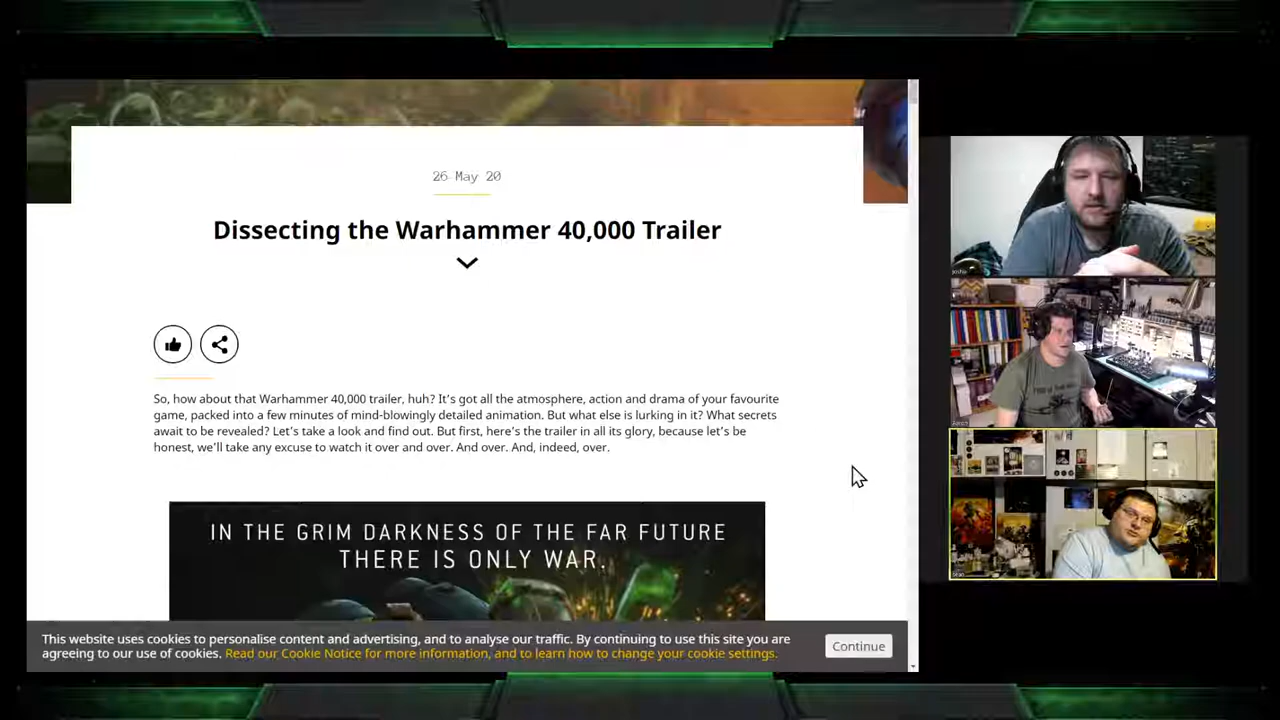 26 May 20
Dissecting the Warhammer 40,000 Trailer
So, how about that Warhammer 40,000 trailer, huh? It's got all the atmosphere, action and drama of your favourite
game, packed into a few minutes of mind-blowingly detailed animation. But what else is lurking in it? What secrets
await to be revealed? Let's take a look and find out. But first, here's the trailer in all its glory, because let's be
honest, we'll take any excuse to watch it over and over. And over. And, indeed, over.
IN THE GRIM DARKNESS OF THE FAR FUTURE
THERE IS ONLY WAR.
This website uses cookies to personalise content and advertising, and to analyse our traffic. By continuing to use this site you are
agreeing to our use of cookies. Read our Cookie Notice for more information, and to learn how to change your cookie settings.
Continue